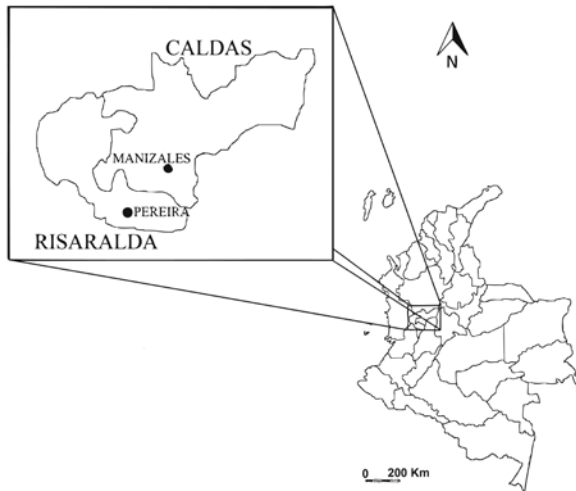 CALDAS
N
MANIZALES
PEREIRA
RISARALDA
0 200 Km